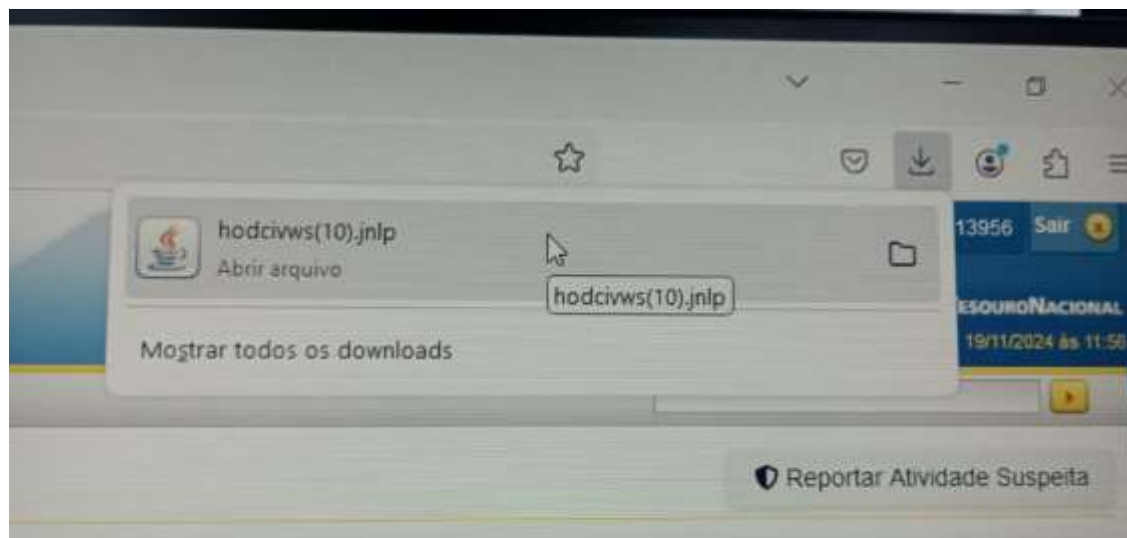 hodcivws(10).jnlp
Abrir arquivo
13956 Sair
hodcivws(10).jnlp
NACIONAL
Mostrar todos os downloads
19/11/2024 às 11:56
Reportar Atividade Suspeita